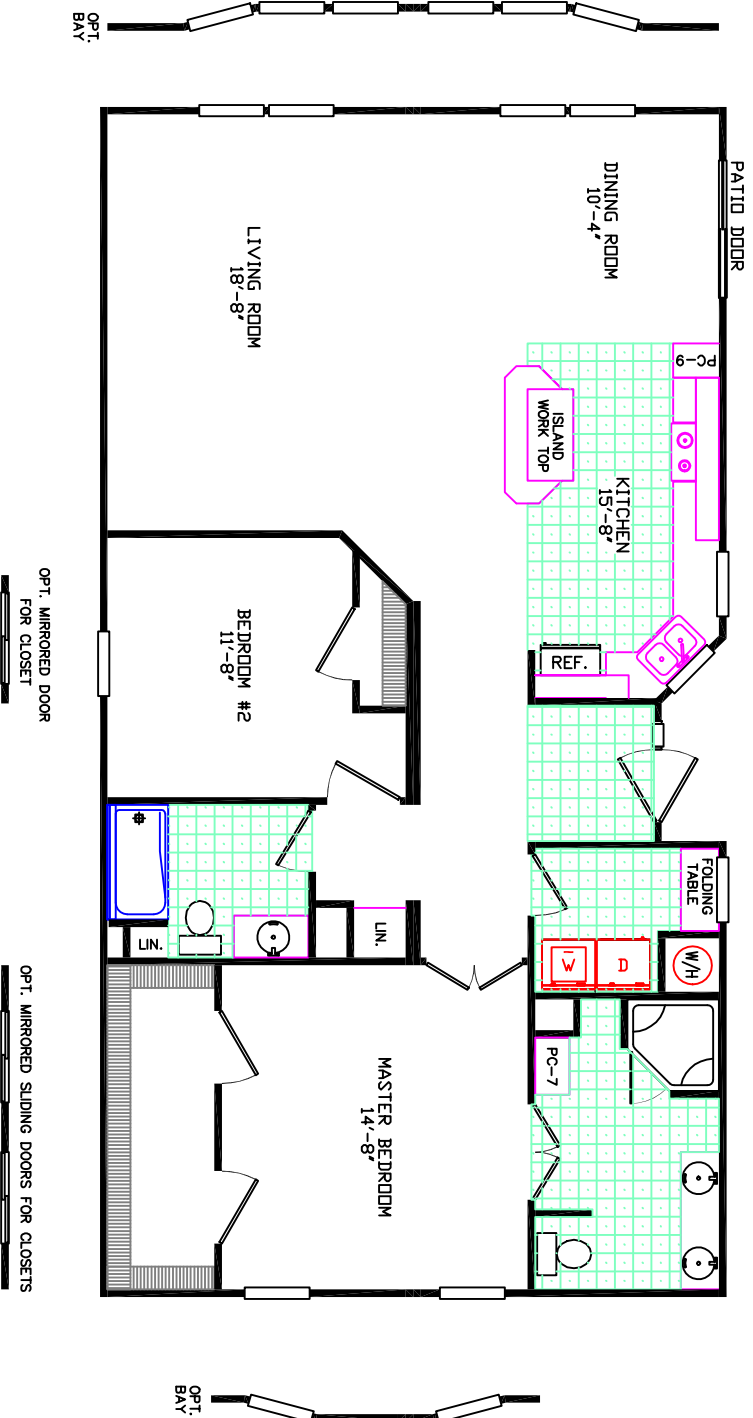 OPT.
BAY
PATIO DOOR
DINING ROOM
10'-4"
LIVING ROOM
18'-8"
PC-9
ISLAND
WORK TOP
KITCHEN
15'-8"
OPT. MIRRORED DOOR
FOR CLOSET
BEDROOM #2
11'-8"
REF.
FOLDING
TABLE
LIN.
LIN.
W
D
W/H
OPT. MIRRORED SLIDING DOORS FOR CLOSETS
MASTER BEDROOM
14'-8"
PC-7
OPT.
BAY